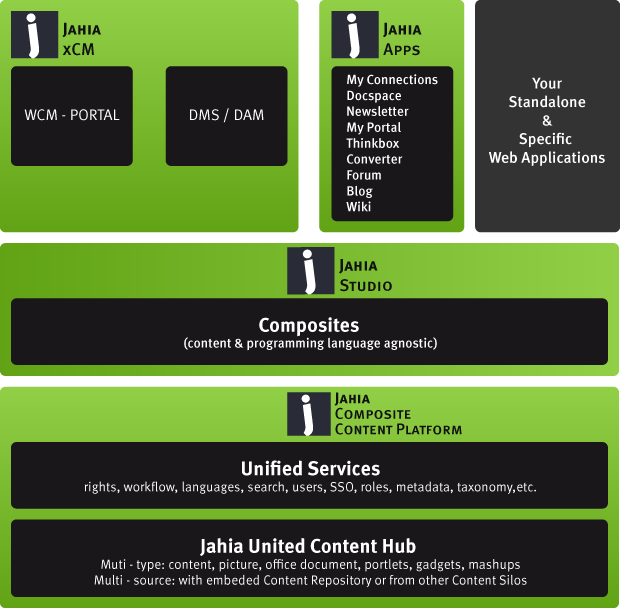 JAHIA
xCM
WCM - PORTAL
DMS / DAM
JAHIA
APPS
My Connections
Docspace
Newsletter
My Portal
Thinkbox
Converter
Forum
Blog
Wiki
Your
Standalone
&
Specific
Web Applications
JAHIA
STUDIO
Composites
(content & programming language agnostic)
JAHIA
COMPOSITE
CONTENT PLATFORM
Unified Services
rights, workflow, languages, search, users, SSO, roles, metadata, taxonomy,etc.
Jahia United Content Hub
Muti - type: content, picture, office document, portlets, gadgets, mashups
Multi - source: with embeded Content Repository or from other Content Silos